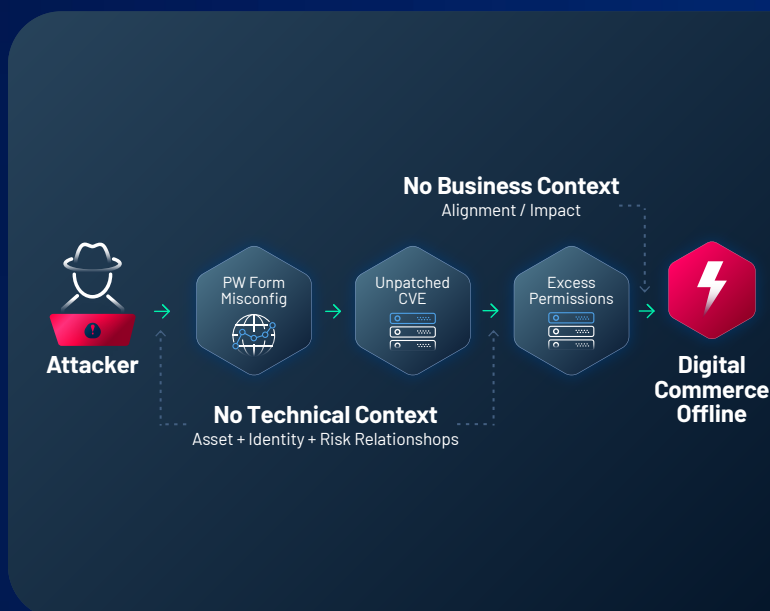 No Business Context
Alignment / Impact
PW Form
Misconfig
Unpatched
CVE
Excess
Permissions
Attacker
Digital
Commerce
Offline
No Technical Context
Asset + Identity + Risk Relationshops